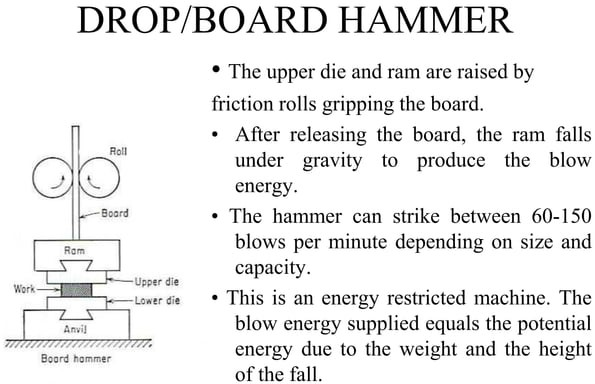 DROP/BOARD HAMMER
• The upper die and ram are raised by
friction rolls gripping the board.
• After releasing the board, the ram falls
under gravity to produce the blow
energy.
• The hammer can strike between 60-150
blows per minute depending on size and
capacity.
• This is an energy restricted machine. The
blow energy supplied equals the potential
energy due to the weight and the height
of the fall.
Roll
Board
Ram
Upper die
Work
Lower die
Anvil
Board hammer